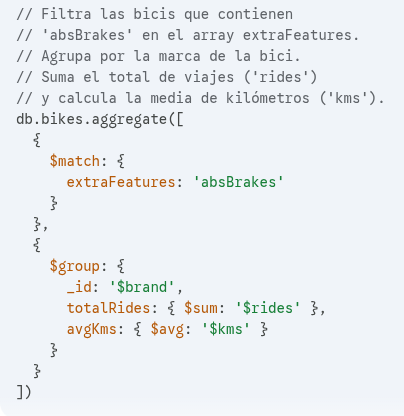 // Filtra las bicis que contienen
// 'absBrakes' en el array extraFeatures.
// Agrupa por la marca de la bici.
// Suma el total de viajes ('rides')
// y calcula la media de kilómetros ('kms').
db.bikes.aggregate([
  {
    $match: {
      extraFeatures: 'absBrakes'
    }
  },
  {
    $group: {
      _id: '$brand',
      totalRides: { $sum: '$rides' },
      avgKms: { $avg: '$kms' }
    }
  }
])